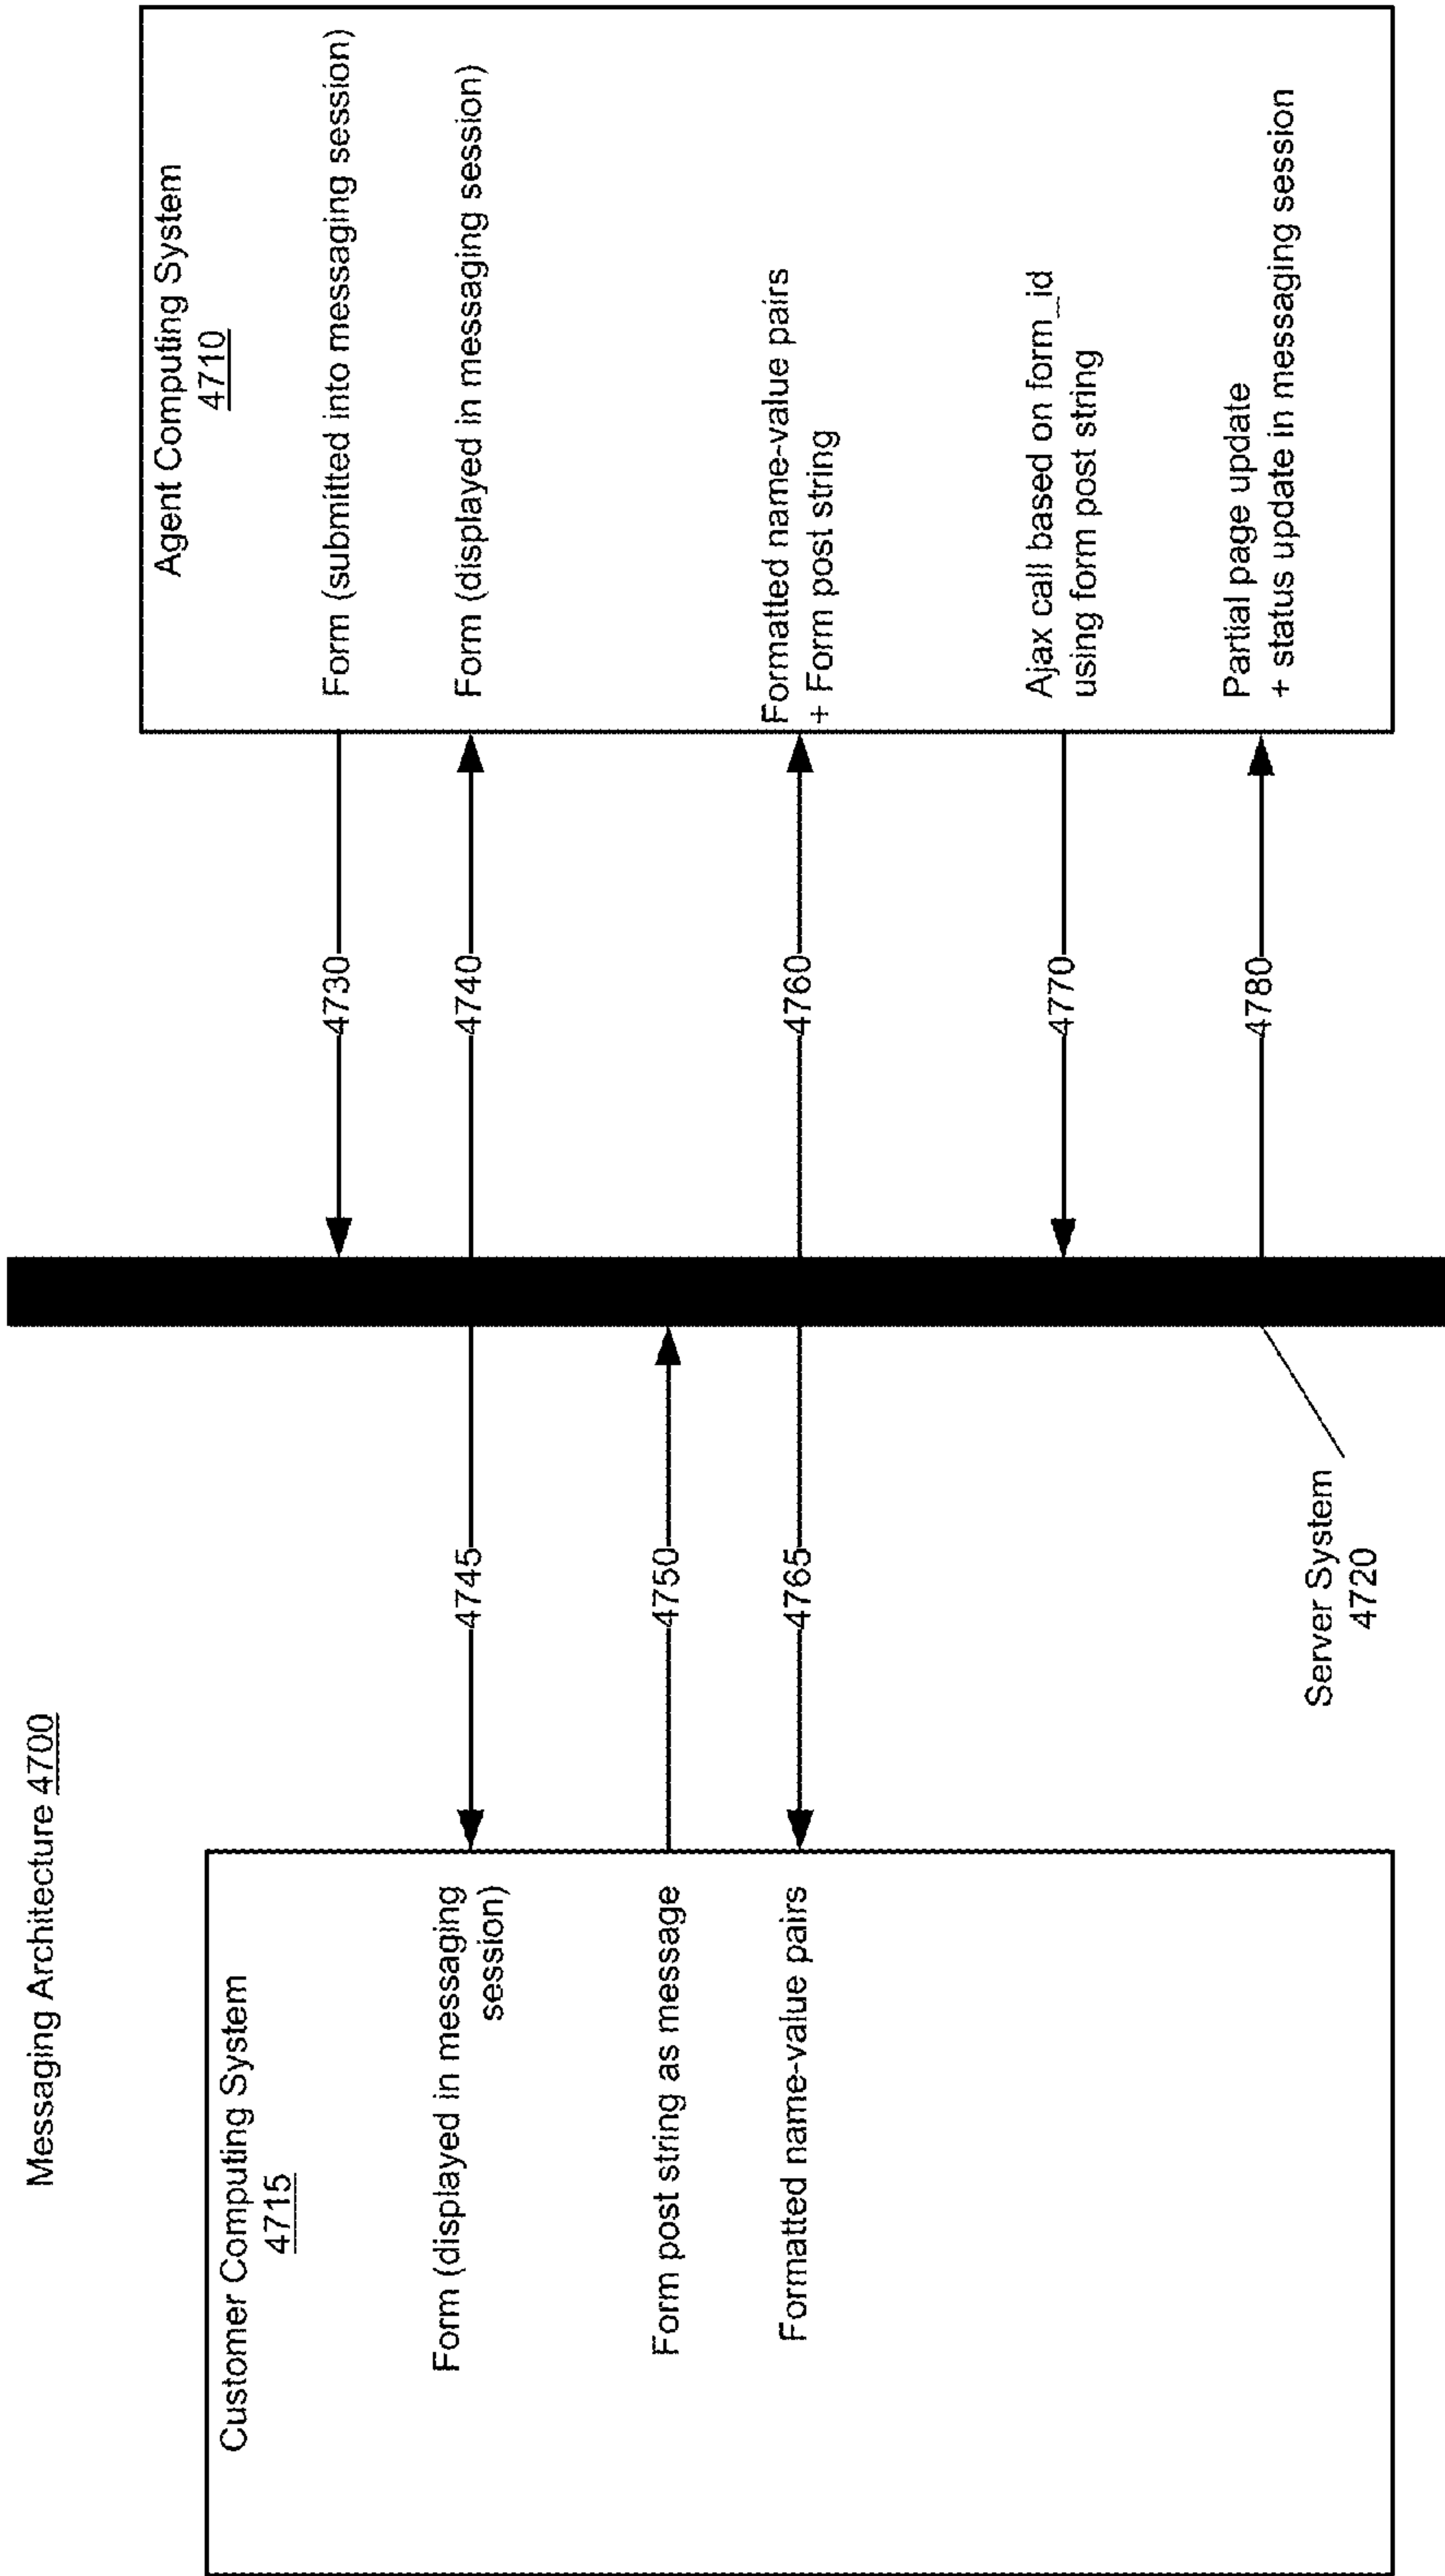 Messaging Architecture 4700
Customer Computing System
4715
Form (displayed in messaging
session)
Form post string as message
Formatted name-value pairs
4745
4750
4765
Server System
4720
4730
4740
4760
4770
4780
Agent Computing System
4710
Form (submitted into messaging session)
Form (displayed in messaging session)
Formatted name-value pairs
+ Form post string
Ajax call based on form_id
using form post string
Partial page update
+ status update in messaging session